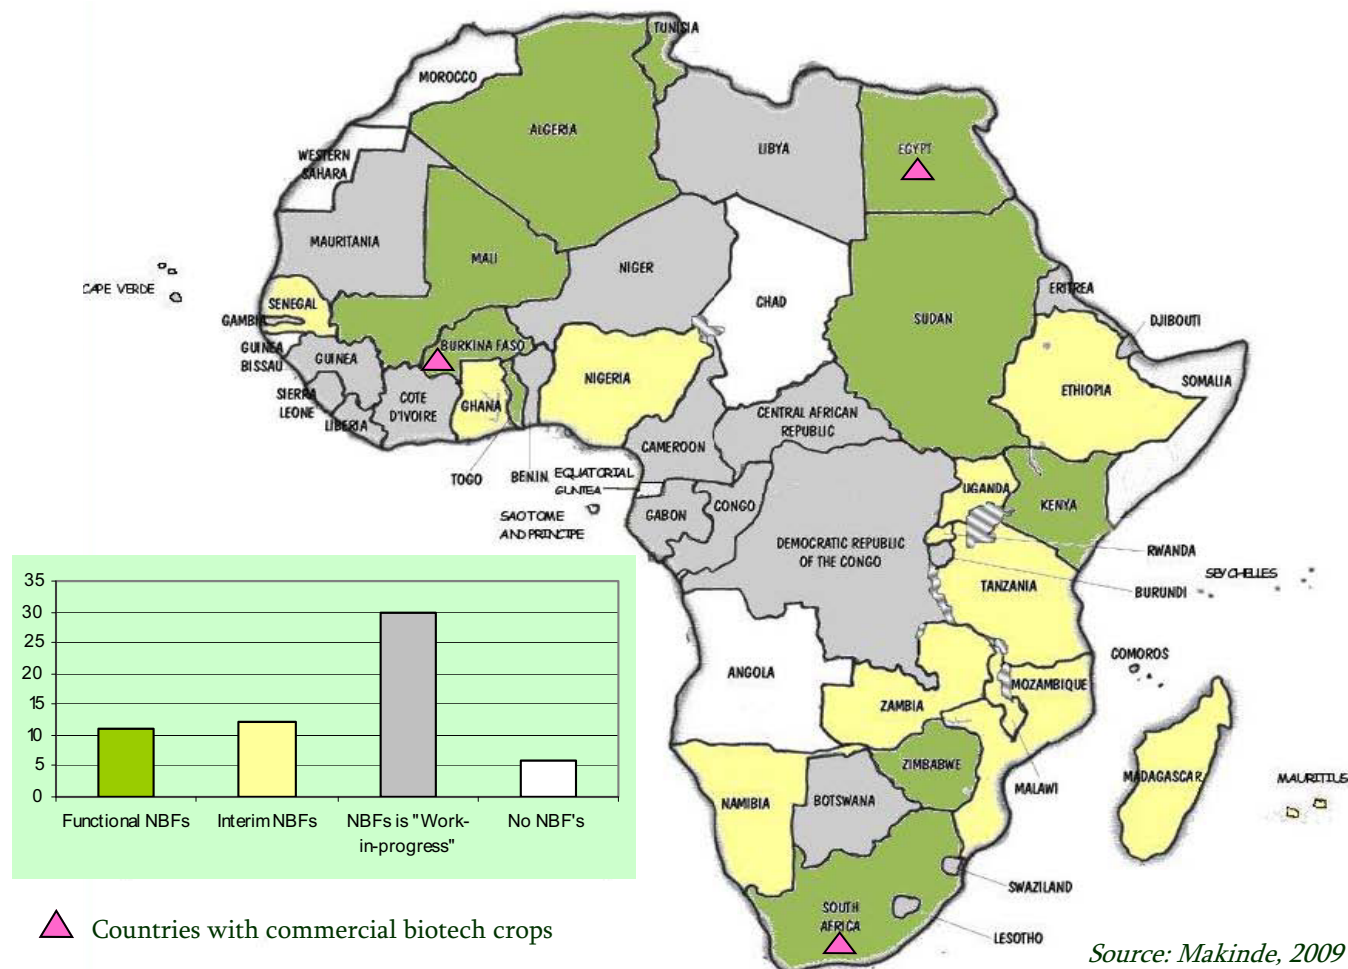 TUNISIA
MOROCCO
ALGERIA
LIBYA
EGYPT
WESTERN
SAHARA
MAURITANIA
MALI
NIGER
CHAD
SUDAN
ERITREA
DJIBOUTI
CAPE VERDE
SENEGAL
GAMBIA
GUINEA
BISSAU
GUINEA
BURKINA FASO
SIERRA
LEONE
LIBERIA
COTE
D'IVOIRE
GHANA
NIGERIA
ETHIOPIA
SOMALIA
CENTRAL AFRICAN
REPUBLIC
CAMEROON
TOGO
BENIN
EQUATORIAL
GUNTEA
SAOTOME
AND PRINCIPE
GABON
CONGO
UGANDA
KENYA
DEMOCRATIC REPUBLIC
OF THE CONGO
RWANDA
BURUNDI
TANZANIA
SEYCHELLES
COMOROS
ANGOLA
ZAMBIA
MOZAMBIQUE
MALAWI
ZIMBABWE
MADAGASCAR
MAURITIUS
NAMIBIA
BOTSWANA
SWAZILAND
SOUTH
AFRICA
LESOTHO
35
30
25
20
15
10
5
0
Functional NBFs
Interim NBFs
NBFs is "Work-
in-progress"
No NBF's
Countries with commercial biotech crops
Source: Makinde, 2009